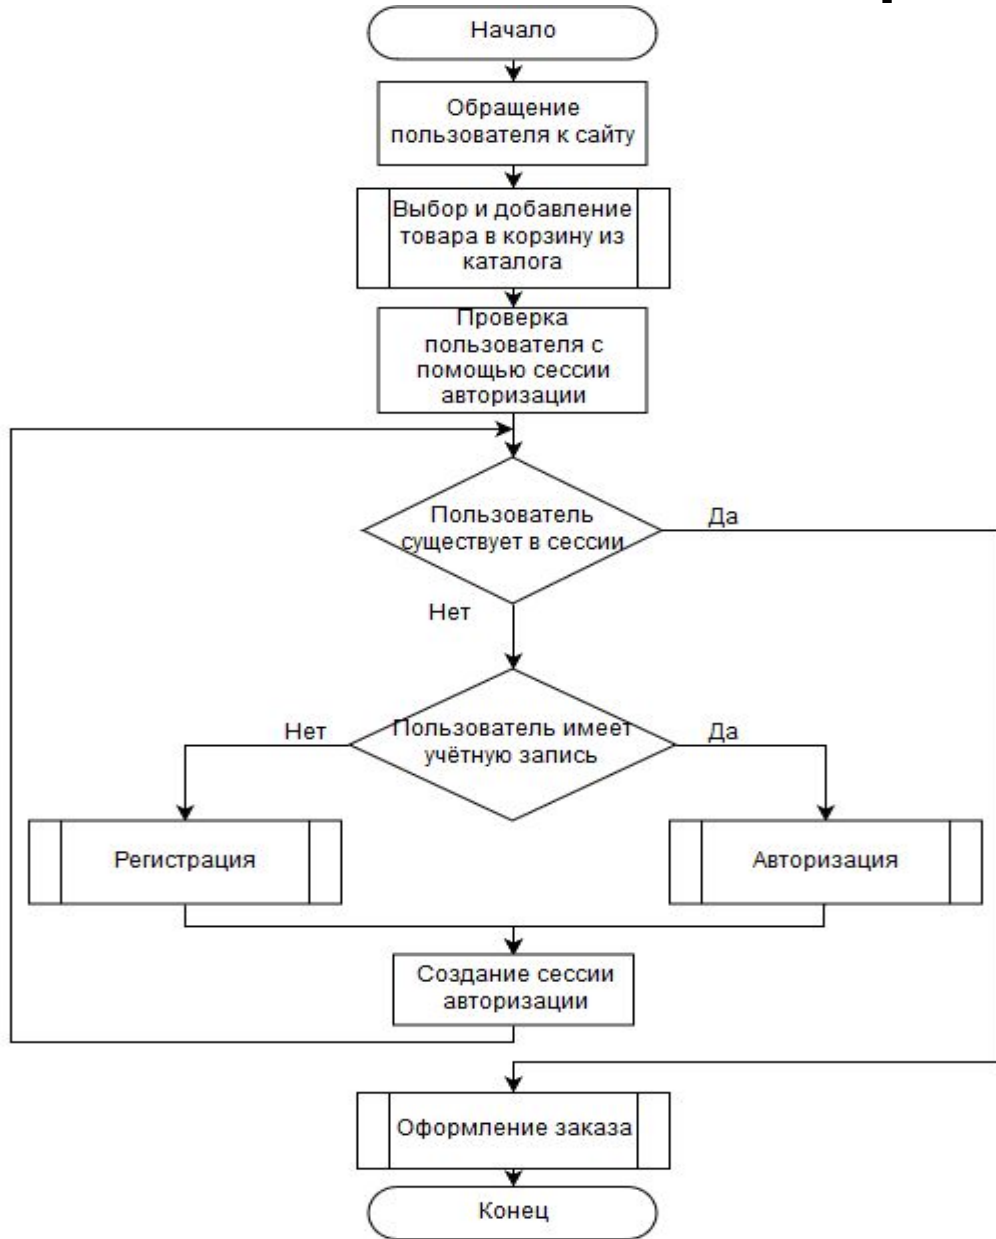 Начало
Обращение
пользователя к сайту
Выбор и добавление
товара в корзину из
каталога
Проверка
пользователя с
помощью сессии
авторизации
Пользователь
существует в сессии
Да
Нет
Пользователь имеет
учётную запись
Нет
Да
Регистрация
Авторизация
Создание сессии
авторизации
Оформление заказа
Конец